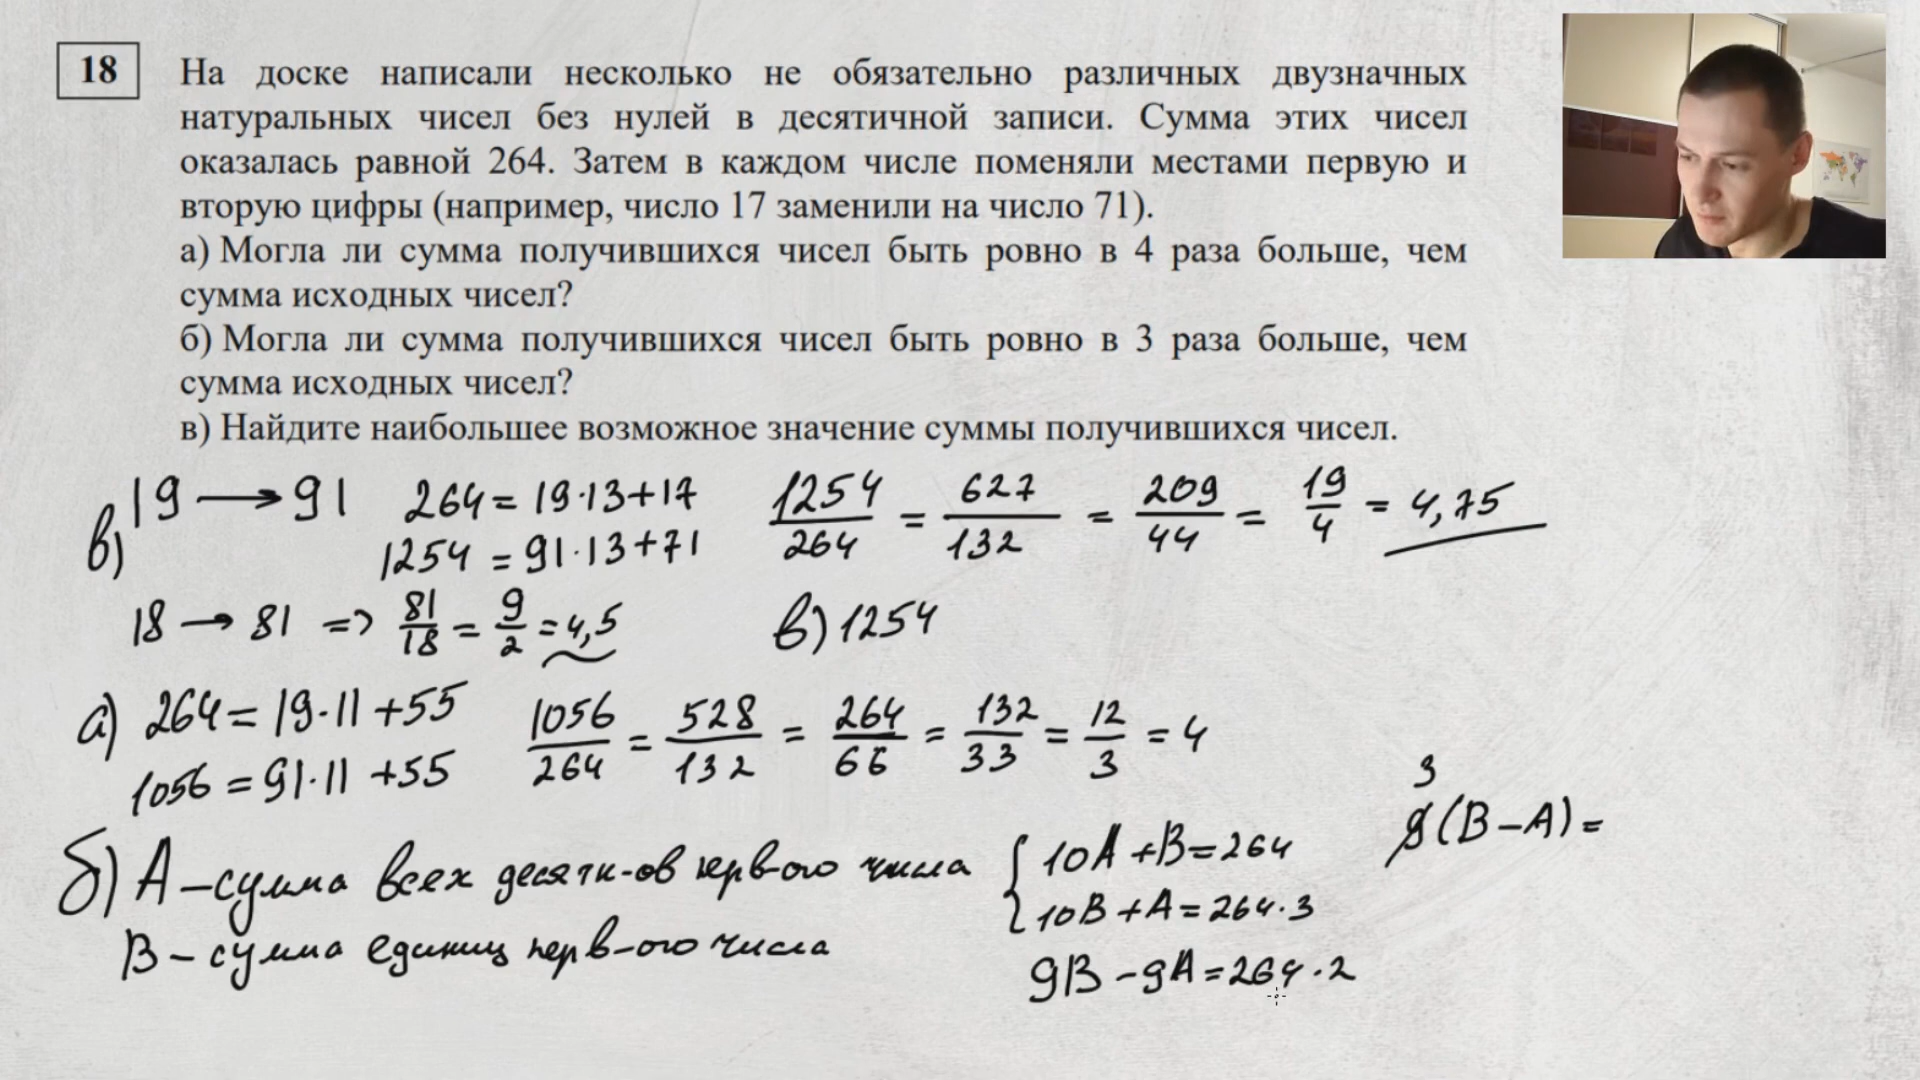 18
На доске написали несколько не обязательно различных двузначных
натуральных чисел без нулей в десятичной записи. Сумма этих чисел
оказалась равной 264. Затем в каждом числе поменяли местами первую и
вторую цифры (например, число 17 заменили на число 71).
а) Могла ли сумма получившихся чисел быть ровно в 4 раза больше, чем
сумма исходных чисел?
б) Могла ли сумма получившихся чисел быть ровно в 3 раза больше, чем
сумма исходных чисел?
в) Найдите наибольшее возможное значение суммы получившихся чисел.
в) 19 → 91 264 = 19·13+17 1254/264 = 627/132 = 209/44 = 19/4 = 4,75
1254 = 91·13+71
18 → 81 => 81/18 = 9/2 = 4,5 в) 1254
а) 264 = 19·11 +55 1056/264 = 528/132 = 264/66 = 132/33 = 12/3 = 4
1056 = 91·11 +55
3
9(B-A) =
б) A – сумма всех десятк-ов перв-ого числа { 10A + B = 264
10B + A = 264·3
B – сумма единиц перв-ого числа
9B - 9A = 264·2